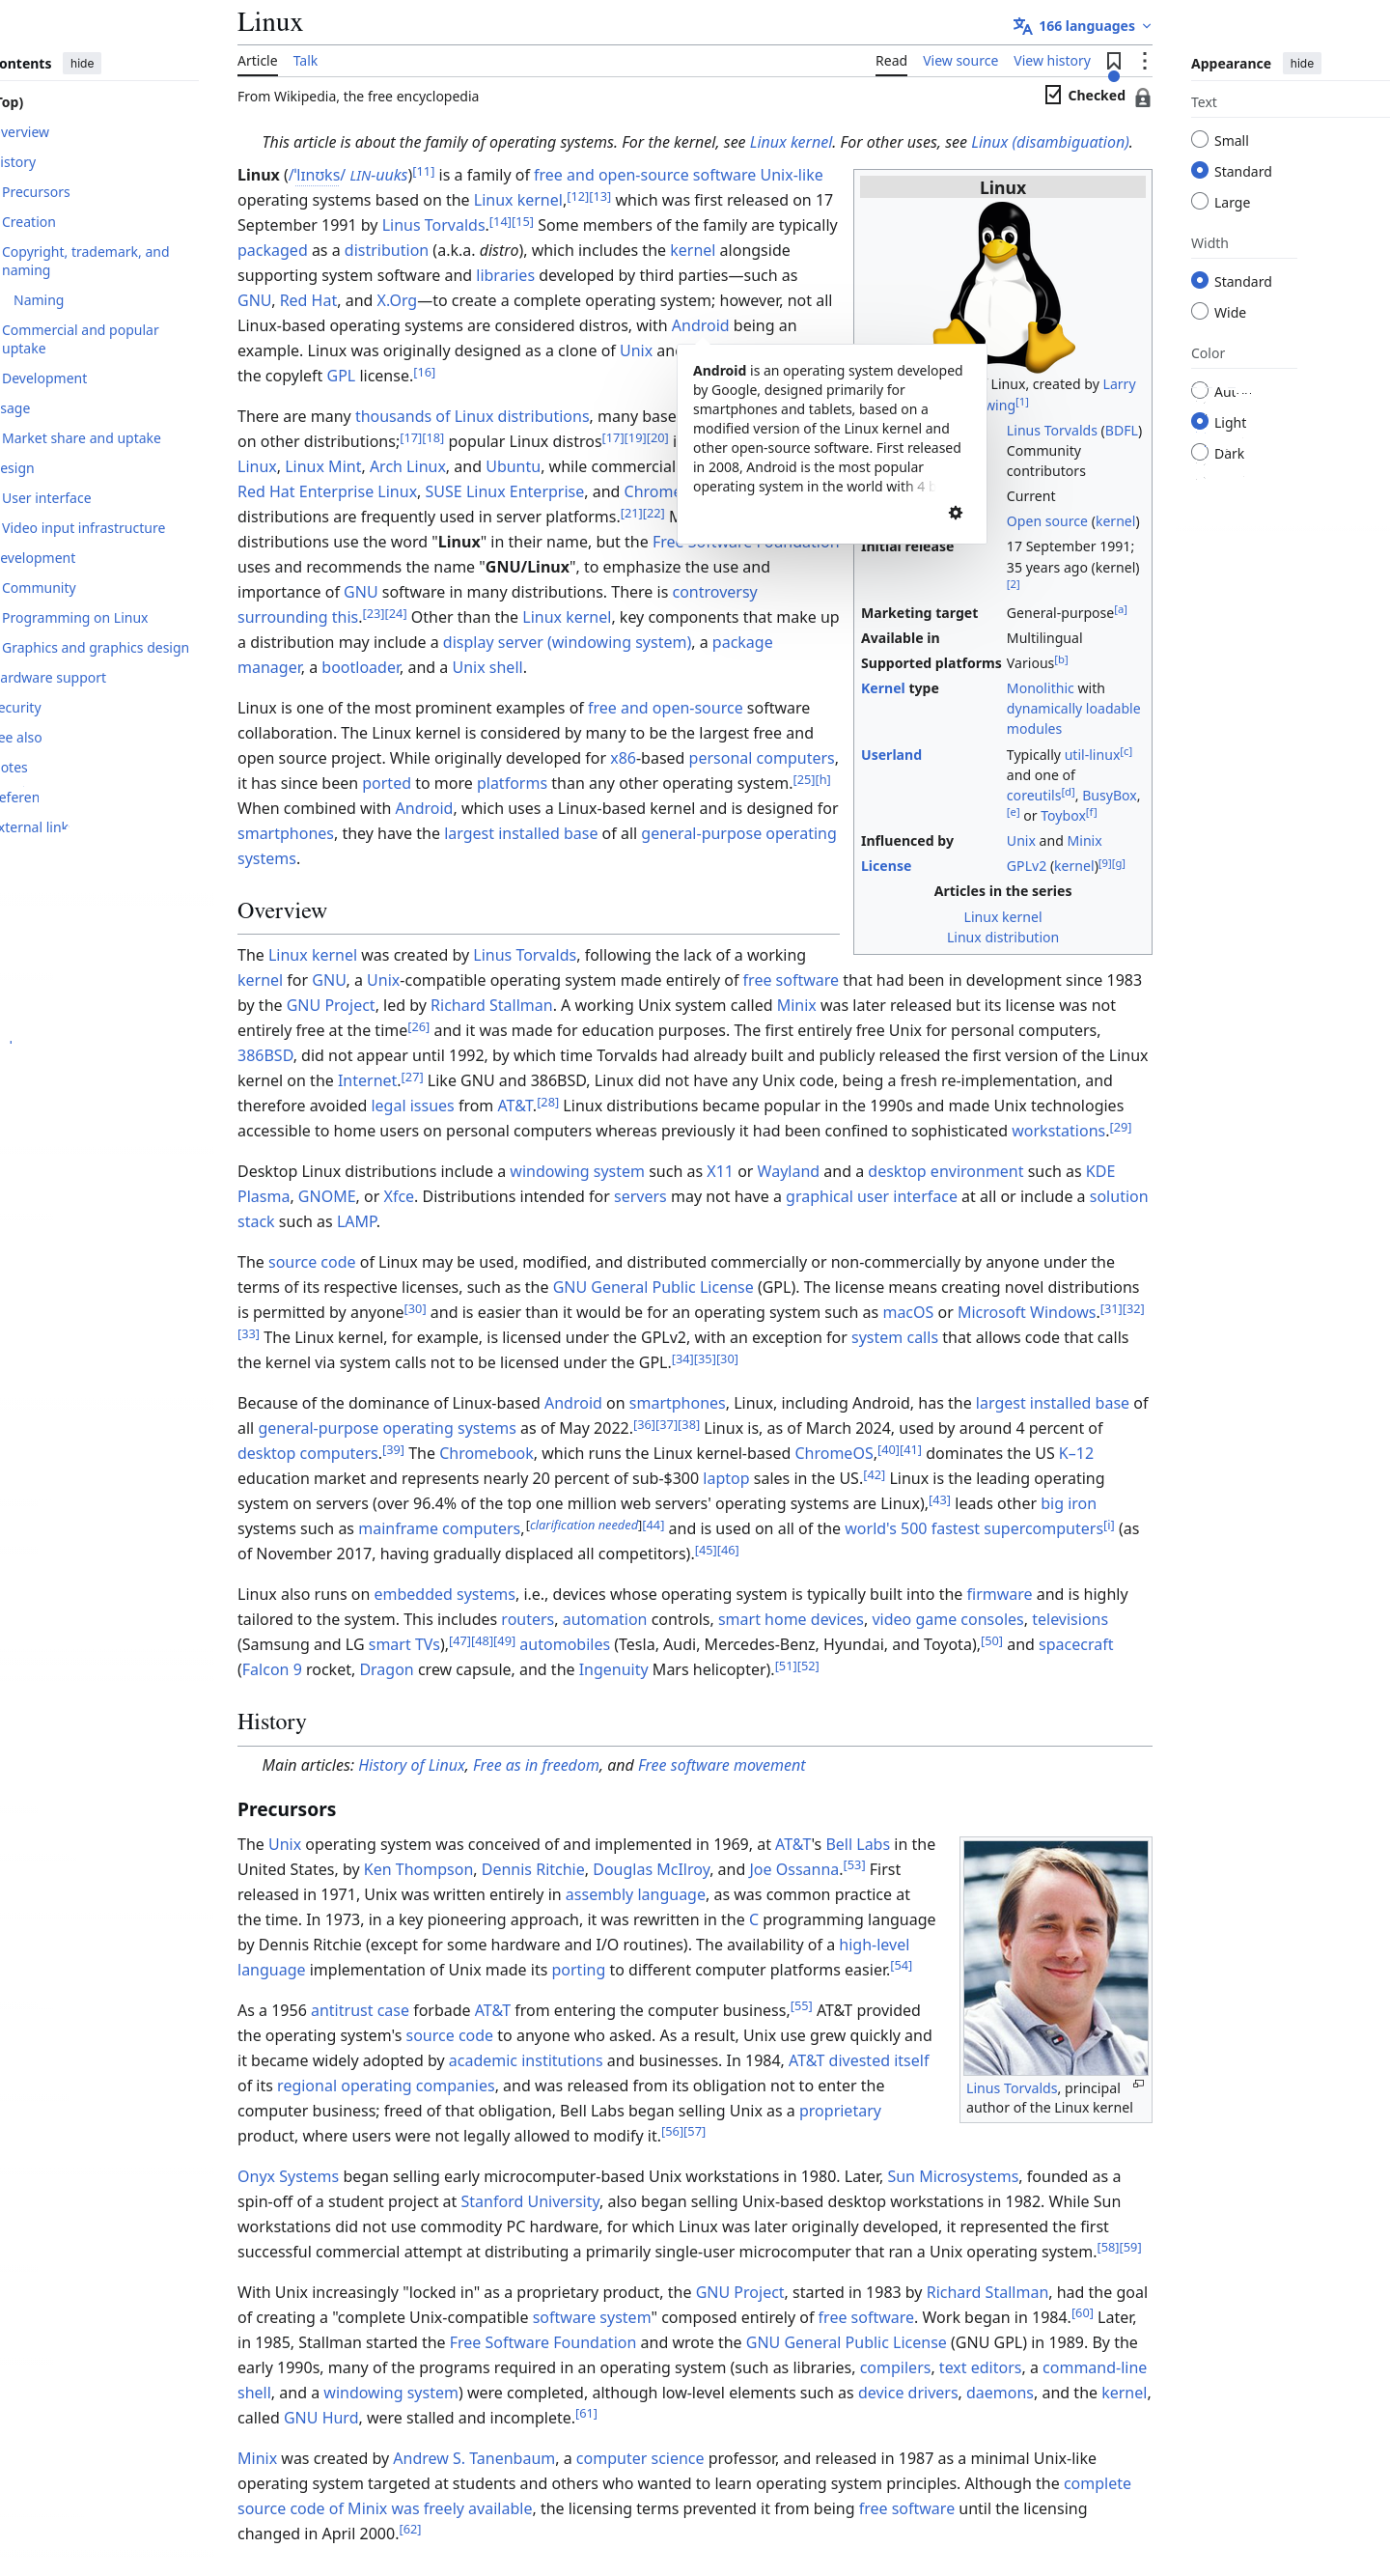 Linux
166 languages
ontents hide
Article Talk
Read View source View history
Appearance hide
From Wikipedia, the free encyclopedia
Checked
Top)
verview
istory
Precursors
Creation
Copyright, trademark, and
naming
Naming
Commercial and popular
uptake
Development
sage
Market share and uptake
esign
User interface
Video input infrastructure
evelopment
Community
Programming on Linux
Graphics and graphics design
ardware support
ecurity
ee also
otes
eferen
xternal link
Text
Small
Standard
Large
Width
Standard
Wide
Color
Light
Dark
This article is about the family of operating systems. For the kernel, see Linux kernel. For other uses, see Linux (disambiguation).
Linux (/ˈlɪnʊks/ LIN-uuks)[11] is a family of free and open-source software Unix-like
operating systems based on the Linux kernel,[12][13] which was first released on 17
September 1991 by Linus Torvalds.[14][15] Some members of the family are typically
packaged as a distribution (a.k.a. distro), which includes the kernel alongside
supporting system software and libraries developed by third parties—such as
GNU, Red Hat, and X.Org—to create a complete operating system; however, not all
Linux-based operating systems are considered distros, with Android being an
example. Linux was originally designed as a clone of Unix and
the copyleft GPL license.[16]
There are many thousands of Linux distributions, many base
on other distributions;[17][18] popular Linux distros[17][19][20] i
Linux, Linux Mint, Arch Linux, and Ubuntu, while commercial
Red Hat Enterprise Linux, SUSE Linux Enterprise, and Chrome
distributions are frequently used in server platforms.[21][22] M
distributions use the word "Linux" in their name, but the Free Software Foundation
uses and recommends the name "GNU/Linux", to emphasize the use and
importance of GNU software in many distributions. There is controversy
surrounding this.[23][24] Other than the Linux kernel, key components that make up
a distribution may include a display server (windowing system), a package
manager, a bootloader, and a Unix shell.
Linux is one of the most prominent examples of free and open-source software
collaboration. The Linux kernel is considered by many to be the largest free and
open source project. While originally developed for x86-based personal computers,
it has since been ported to more platforms than any other operating system.[25][h]
When combined with Android, which uses a Linux-based kernel and is designed for
smartphones, they have the largest installed base of all general-purpose operating
systems.
Android is an operating system developed
by Google, designed primarily for
smartphones and tablets, based on a
modified version of the Linux kernel and
other open-source software. First released
in 2008, Android is the most popular
operating system in the world with 4 b
Linux
Linux, created by Larry
wing[1]
Linus Torvalds (BDFL)
Community
contributors
Current
Open source (kernel)
Initial release 17 September 1991;
35 years ago (kernel)
[2]
Marketing target General-purpose[a]
Available in Multilingual
Supported platforms Various[b]
Kernel type Monolithic with
dynamically loadable
modules
Userland Typically util-linux[c]
and one of
coreutils[d], BusyBox,
[e] or Toybox[f]
Influenced by Unix and Minix
License GPLv2 (kernel)[9][g]
Articles in the series
Linux kernel
Linux distribution
Overview
The Linux kernel was created by Linus Torvalds, following the lack of a working
kernel for GNU, a Unix-compatible operating system made entirely of free software that had been in development since 1983
by the GNU Project, led by Richard Stallman. A working Unix system called Minix was later released but its license was not
entirely free at the time[26] and it was made for education purposes. The first entirely free Unix for personal computers,
386BSD, did not appear until 1992, by which time Torvalds had already built and publicly released the first version of the Linux
kernel on the Internet.[27] Like GNU and 386BSD, Linux did not have any Unix code, being a fresh re-implementation, and
therefore avoided legal issues from AT&T.[28] Linux distributions became popular in the 1990s and made Unix technologies
accessible to home users on personal computers whereas previously it had been confined to sophisticated workstations.[29]
Desktop Linux distributions include a windowing system such as X11 or Wayland and a desktop environment such as KDE
Plasma, GNOME, or Xfce. Distributions intended for servers may not have a graphical user interface at all or include a solution
stack such as LAMP.
The source code of Linux may be used, modified, and distributed commercially or non-commercially by anyone under the
terms of its respective licenses, such as the GNU General Public License (GPL). The license means creating novel distributions
is permitted by anyone[30] and is easier than it would be for an operating system such as macOS or Microsoft Windows.[31][32]
[33] The Linux kernel, for example, is licensed under the GPLv2, with an exception for system calls that allows code that calls
the kernel via system calls not to be licensed under the GPL.[34][35][30]
Because of the dominance of Linux-based Android on smartphones, Linux, including Android, has the largest installed base of
all general-purpose operating systems as of May 2022.[36][37][38] Linux is, as of March 2024, used by around 4 percent of
desktop computers.[39] The Chromebook, which runs the Linux kernel-based ChromeOS,[40][41] dominates the US K–12
education market and represents nearly 20 percent of sub-$300 laptop sales in the US.[42] Linux is the leading operating
system on servers (over 96.4% of the top one million web servers' operating systems are Linux),[43] leads other big iron
systems such as mainframe computers,[clarification needed][44] and is used on all of the world's 500 fastest supercomputers[i] (as
of November 2017, having gradually displaced all competitors).[45][46]
Linux also runs on embedded systems, i.e., devices whose operating system is typically built into the firmware and is highly
tailored to the system. This includes routers, automation controls, smart home devices, video game consoles, televisions
(Samsung and LG smart TVs),[47][48][49] automobiles (Tesla, Audi, Mercedes-Benz, Hyundai, and Toyota),[50] and spacecraft
(Falcon 9 rocket, Dragon crew capsule, and the Ingenuity Mars helicopter).[51][52]
History
Main articles: History of Linux, Free as in freedom, and Free software movement
Precursors
The Unix operating system was conceived of and implemented in 1969, at AT&T's Bell Labs in the
United States, by Ken Thompson, Dennis Ritchie, Douglas McIlroy, and Joe Ossanna.[53] First
released in 1971, Unix was written entirely in assembly language, as was common practice at
the time. In 1973, in a key pioneering approach, it was rewritten in the C programming language
by Dennis Ritchie (except for some hardware and I/O routines). The availability of a high-level
language implementation of Unix made its porting to different computer platforms easier.[54]
As a 1956 antitrust case forbade AT&T from entering the computer business,[55] AT&T provided
the operating system's source code to anyone who asked. As a result, Unix use grew quickly and
it became widely adopted by academic institutions and businesses. In 1984, AT&T divested itself
of its regional operating companies, and was released from its obligation not to enter the
computer business; freed of that obligation, Bell Labs began selling Unix as a proprietary
product, where users were not legally allowed to modify it.[56][57]
Linus Torvalds, principal
author of the Linux kernel
Onyx Systems began selling early microcomputer-based Unix workstations in 1980. Later, Sun Microsystems, founded as a
spin-off of a student project at Stanford University, also began selling Unix-based desktop workstations in 1982. While Sun
workstations did not use commodity PC hardware, for which Linux was later originally developed, it represented the first
successful commercial attempt at distributing a primarily single-user microcomputer that ran a Unix operating system.[58][59]
With Unix increasingly "locked in" as a proprietary product, the GNU Project, started in 1983 by Richard Stallman, had the goal
of creating a "complete Unix-compatible software system" composed entirely of free software. Work began in 1984.[60] Later,
in 1985, Stallman started the Free Software Foundation and wrote the GNU General Public License (GNU GPL) in 1989. By the
early 1990s, many of the programs required in an operating system (such as libraries, compilers, text editors, a command-line
shell, and a windowing system) were completed, although low-level elements such as device drivers, daemons, and the kernel,
called GNU Hurd, were stalled and incomplete.[61]
Minix was created by Andrew S. Tanenbaum, a computer science professor, and released in 1987 as a minimal Unix-like
operating system targeted at students and others who wanted to learn operating system principles. Although the complete
source code of Minix was freely available, the licensing terms prevented it from being free software until the licensing
changed in April 2000.[62]